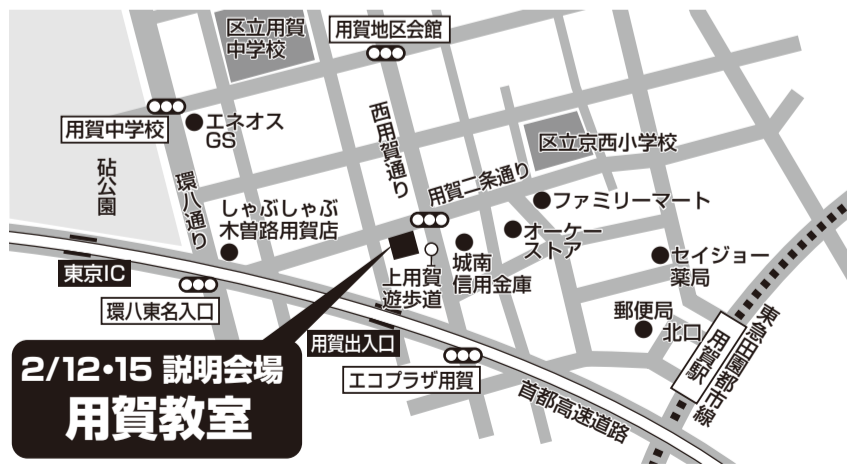 区立用賀
中学校
用賀地区会館
用賀中学校
エネオス
GS
西用賀通り
区立京西小学校
砧公園
環八通り
用賀二条通り
ファミリーマート
しゃぶしゃぶ
木曽路用賀店
オーケー
ストア
城南
信用金庫
セイジョー
薬局
東京IC
上用賀
遊歩道
環八東名入口
用賀出入口
郵便局
北口
用賀駅
東急田園都市線
エコプラザ用賀
首都高速道路
2/12•15 説明会場
用賀教室